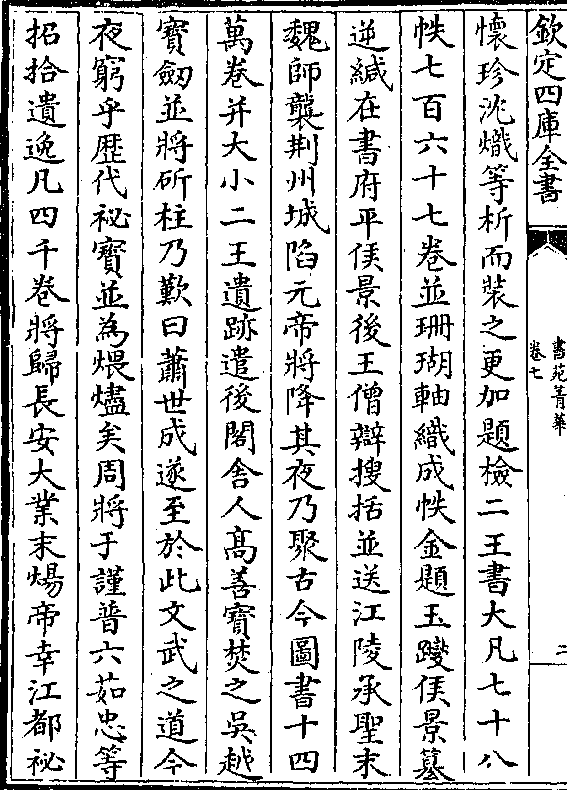 欽定四庫全書
書苑菁華
卷七
二
懷珍沈熾等析而裝之更加題檢二王書大凡七十八
帙七百六十七卷並珊瑚軸織成帙金題玉躞侯景篡
逆緘在書府平侯景後王僧辯搜括並送江陵承聖末
魏師襲荆州城陷元帝將降其夜乃聚古今圖書十四
萬卷并大小二王遺跡遣後閣舍人髙善寳焚之吳越
寳劒並將斫柱乃歎曰蕭世成遂至於此文武之道今
夜窮乎歴代祕寳並為煨燼矣周將于謹普六茹忠等
招拾遺逸凡四千卷將歸長安大業末煬帝幸江都祕